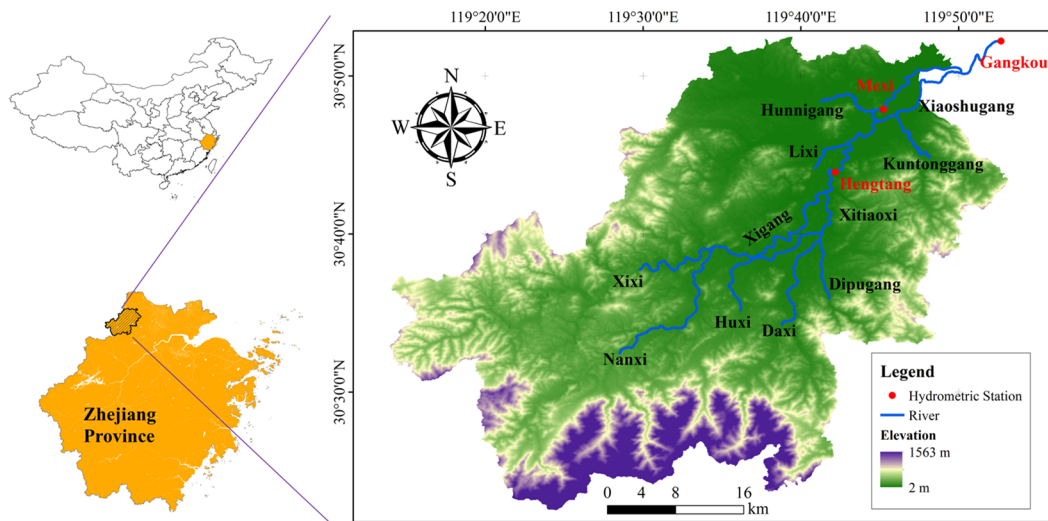 119°20'0"E
119°30'0"E
119°40'0"E
119°50'0"E
30°50'0"N
30°40'0"N
30°30'0"N
N
W
E
S
Gangkou
Mexi
Hunnigang
Xiaoshugang
Lixi
Kuntonggang
Hengtang
Xigang
Xitiaoxi
Xixi
Dipugang
Huxi
Daxi
Nanxi
Zhejiang
Province
Legend
Hydrometric Station
River
Elevation
1563 m
2 m
0 4 8 16
km